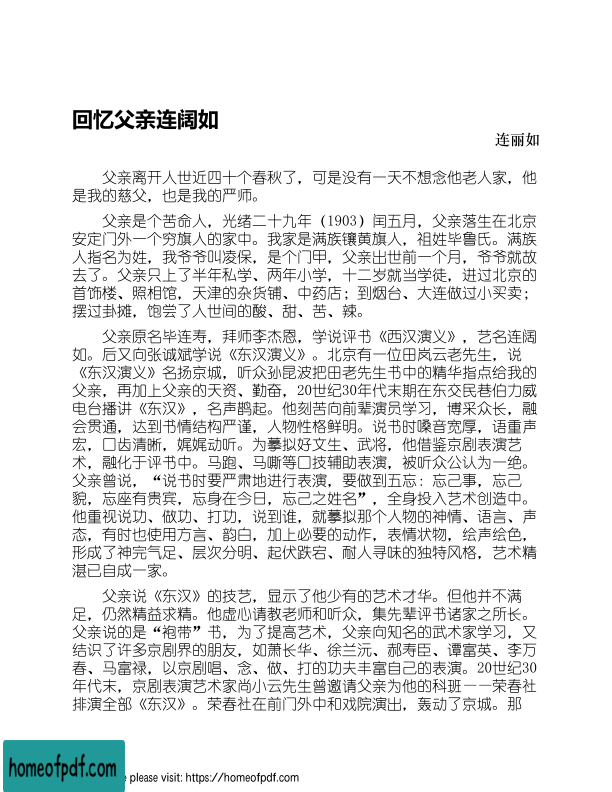 回忆父亲连阔如
连丽如
父亲离开人世近四十个春秋了，可是没有一天不想念他老人家，他
是我的慈父，也是我的严师。
父亲是个苦命人，光绪二十九年（1903）闰五月，父亲落生在北京
安定门外一个穷旗人的家中。我家是满族镶黄旗人，祖姓毕鲁氏。满族
人指名为姓，我爷爷叫凌保，是个门甲，父亲出世前一个月，爷爷就故
去了。父亲只上了半年私学、两年小学，十二岁就当学徒，进过北京的
首饰楼、照相馆，天津的杂货铺、中药店；到烟台、大连做过小买卖；
摆过卦摊，饱尝了人世间的酸、甜、苦、辣。
父亲原名毕连寿，拜师李杰恩，学说评书《西汉演义》，艺名连阔
如。后又向张诚斌学说《东汉演义》。北京有一位田岚云老先生，说
《东汉演义》名扬京城，听众孙昆波把田老先生书中的精华指点给我的
父亲，再加上父亲的天资、勤奋，20世纪30年代末期在东交民巷伯力威
电台播讲《东汉》，名声鹊起。他刻苦向前辈演员学习，博采众长，融
会贯通，达到书情结构严谨，人物性格鲜明。说书时嗓音宽厚，语重声
宏，口齿清晰，娓娓动听。为摹拟好文生、武将，他借鉴京剧表演艺
术，融化于评书中。马跑、马嘶等口技辅助表演，被听众公认为一绝。
父亲曾说，“说书时要严肃地进行表演，要做到五忘：忘己事，忘己
貌，忘座有贵宾，忘身在今日，忘己之姓名”，全身投入艺术创造中。
他重视说功、做功、打功，说到谁，就摹拟那个人物的神情、语言、声
态，有时也使用方言、韵白，加上必要的动作，表情状物，绘声绘色，
形成了神完气足、层次分明、起伏跌宕、耐人寻味的独特风格，艺术精
湛已自成一家。
父亲说《东汉》的技艺，显示了他少有的艺术才华。但他并不满
足，仍然精益求精。他虚心请教老师和听众，集先辈评书诸家之所长。
父亲说的是“袍带”书，为了提高艺术，父亲向知名的武术家学习，又
结识了许多京剧界的朋友，如萧长华、徐兰沅、郝寿臣、谭富英、李万
春、马富禄，以京剧唱、念、做、打的功夫丰富自己的表演。20世纪30
年代末，京剧表演艺术家尚小云先生曾邀请父亲为他的科班——荣春社
排演全部《东汉》。荣春社在前门外中和戏院演出，轰动了京城。那
homeofpdf.com
e please visit: https://homeofpdf.com